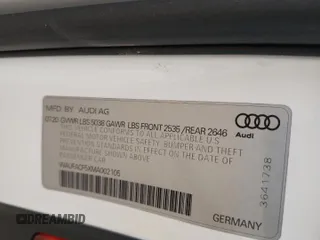 MFD BY AUDI AG
07/20 GVWR LBS 5038 GAWR LBS FRONT 2535 /REAR 2646
THIS VEHICLE CONFORMS TO ALL APPLICABLE
FEDERAL MOTOR VEHICLE SAFETY, BUMPER AND THEFT
PREVENTION STANDARDS IN EFFECT ON THE DATE OF
MANUFACTURE SHOWN ABOVE.
PASSENGER CAR
Audi
3641738
GERMANY
© DREAMBID